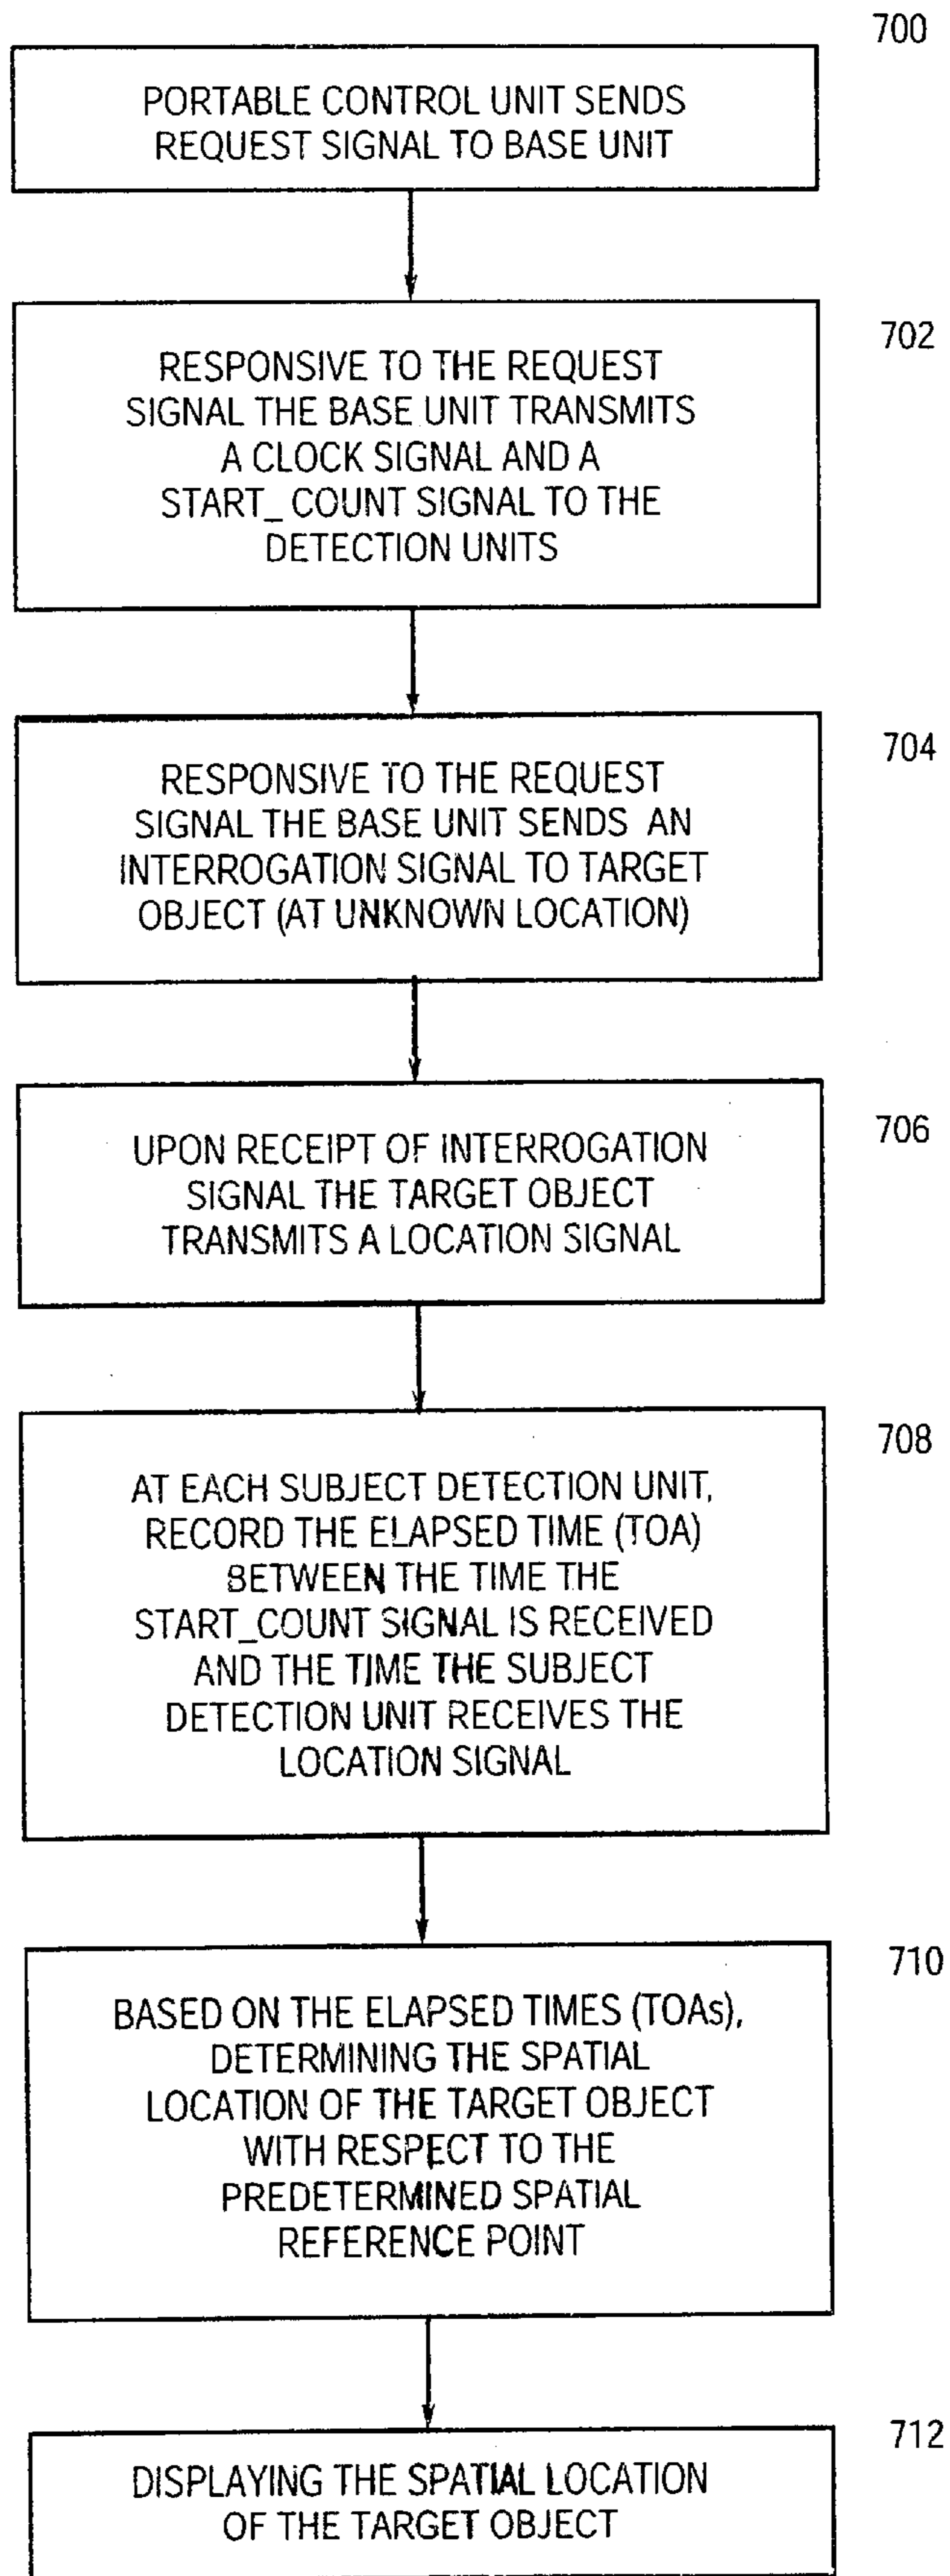 700
PORTABLE CONTROL UNIT SENDS
REQUEST SIGNAL TO BASE UNIT
702
RESPONSIVE TO THE REQUEST
SIGNAL THE BASE UNIT TRANSMITS
A CLOCK SIGNAL AND A
START_ COUNT SIGNAL TO THE
DETECTION UNITS
704
RESPONSIVE TO THE REQUEST
SIGNAL THE BASE UNIT SENDS AN
INTERROGATION SIGNAL TO TARGET
OBJECT (AT UNKNOWN LOCATION)
706
UPON RECEIPT OF INTERROGATION
SIGNAL THE TARGET OBJECT
TRANSMITS A LOCATION SIGNAL
708
AT EACH SUBJECT DETECTION UNIT,
RECORD THE ELAPSED TIME (TOA)
BETWEEN THE TIME THE
START_COUNT SIGNAL IS RECEIVED
AND THE TIME THE SUBJECT
DETECTION UNIT RECEIVES THE
LOCATION SIGNAL
710
BASED ON THE ELAPSED TIMES (TOAs),
DETERMINING THE SPATIAL
LOCATION OF THE TARGET OBJECT
WITH RESPECT TO THE
PREDETERMINED SPATIAL
REFERENCE POINT
712
DISPLAYING THE SPATIAL LOCATION
OF THE TARGET OBJECT